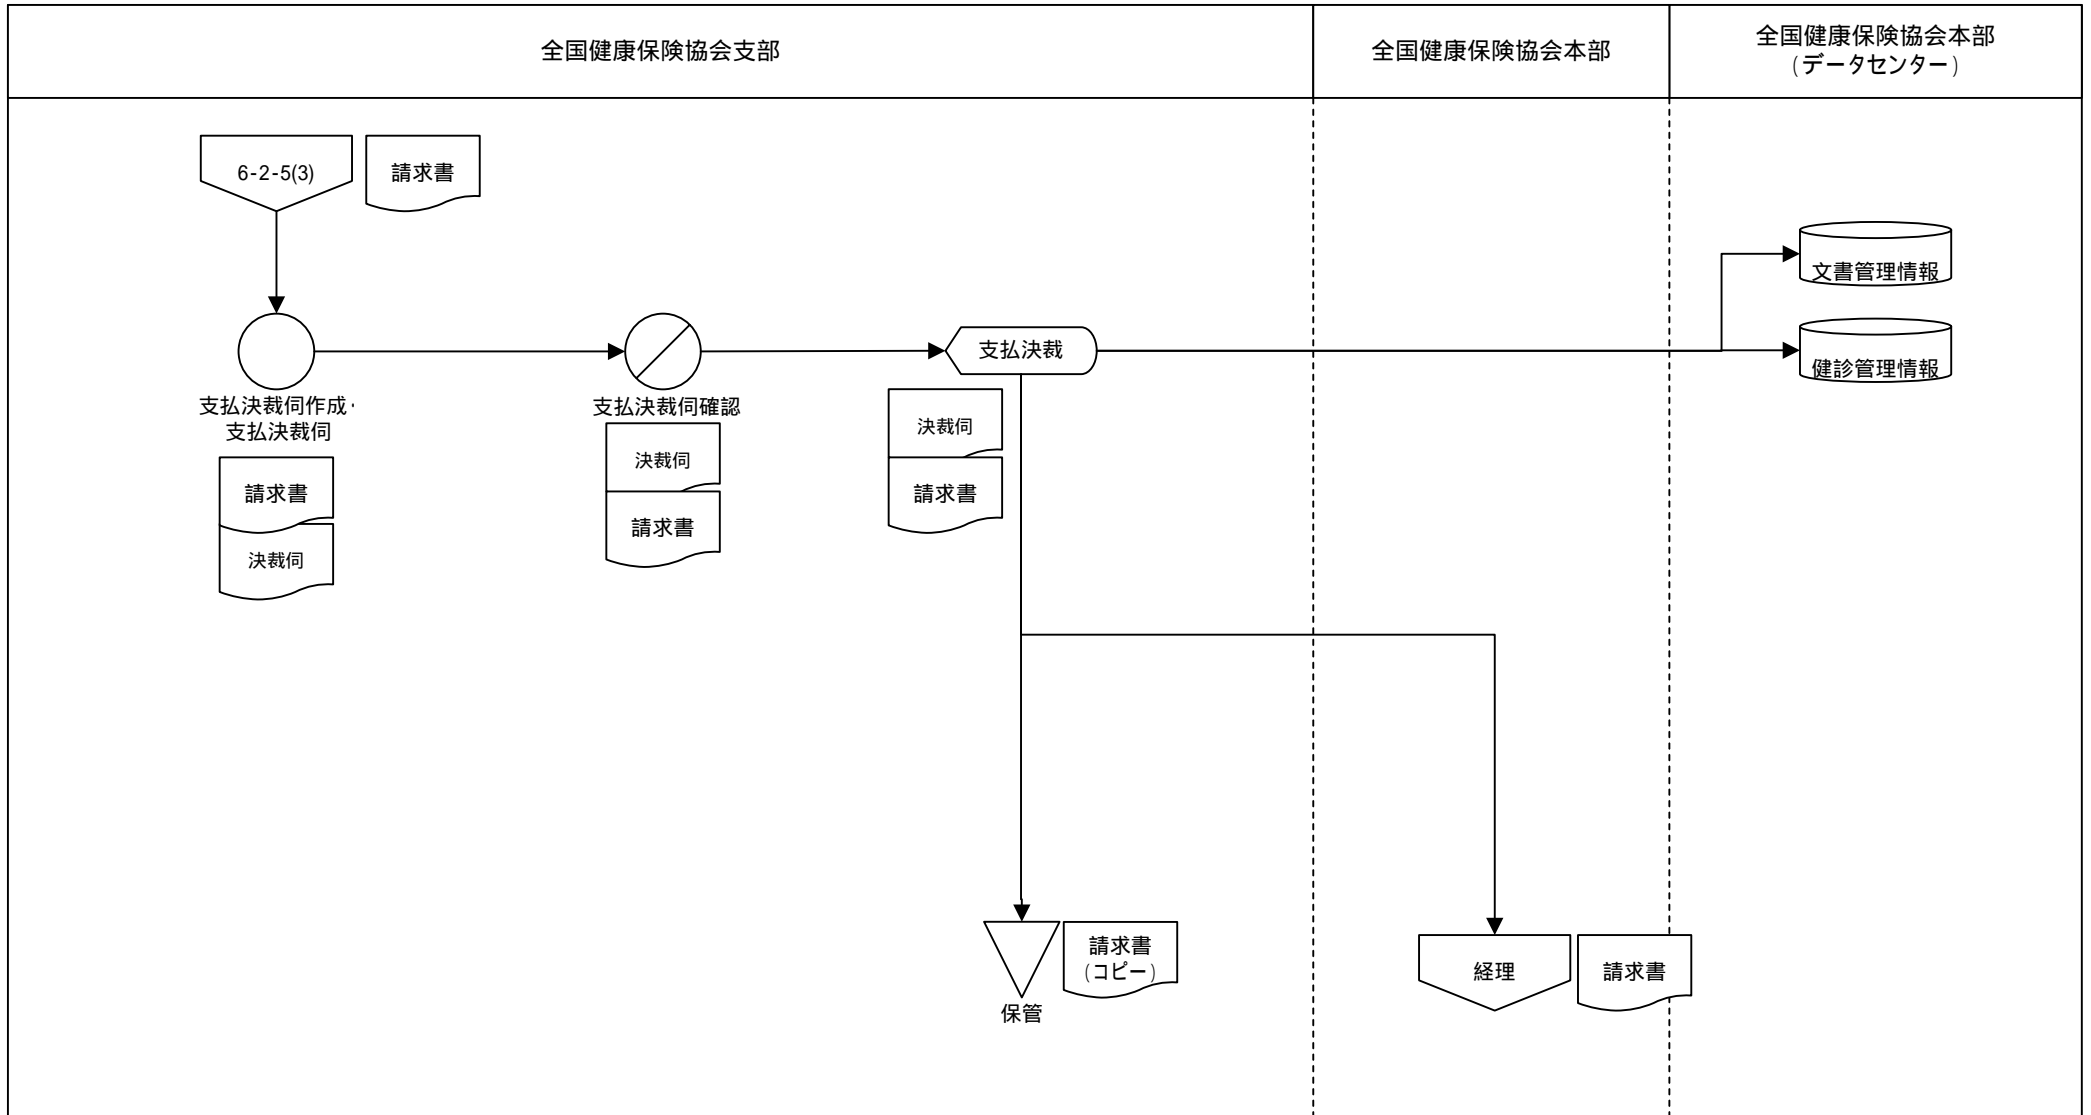 全国健康保険協会支部
全国健康保険協会本部
全国健康保険協会本部
(データセンター)
6-2-5(3)
請求書
文書管理情報
健診管理情報
支払決裁伺作成・
支払決裁伺
支払決裁伺確認
支払決裁
請求書
決裁伺
決裁伺
請求書
決裁伺
請求書
請求書
(コピー)
保管
経理
請求書